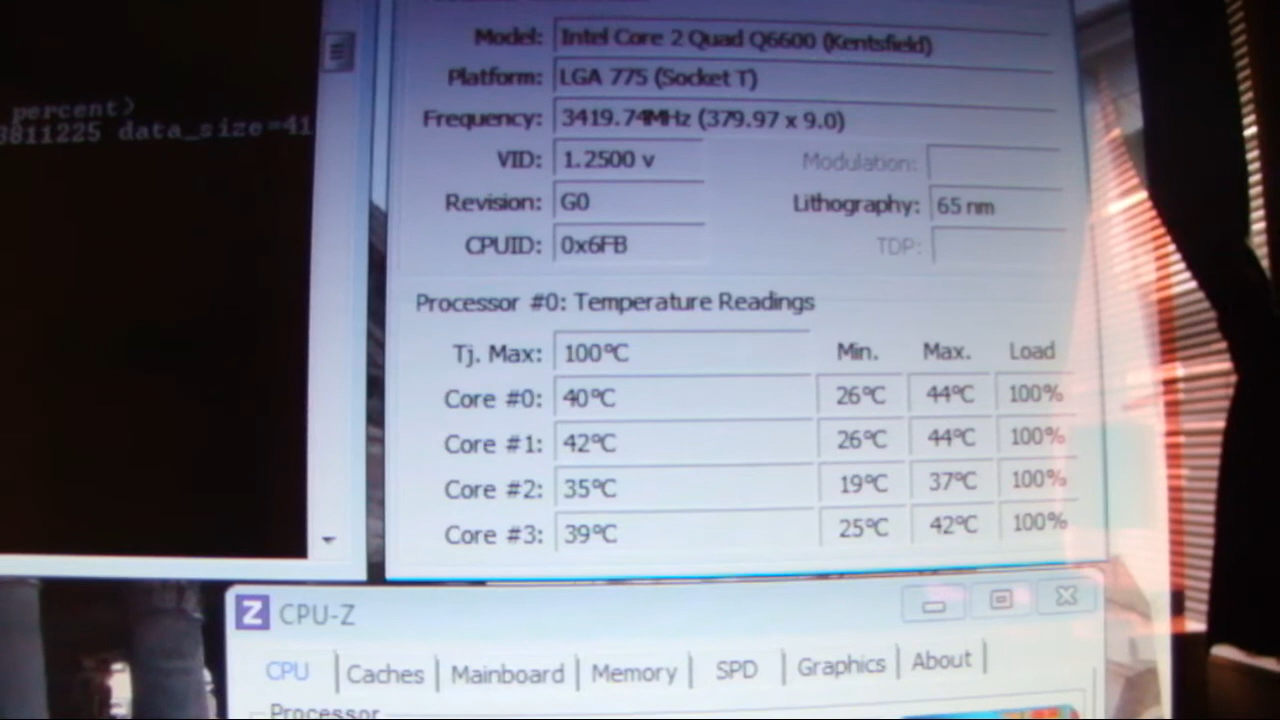 percent)
3811225 data_size=41
Model: Intel Core 2 Quad Q6600 (Kentsfield)
Platform: LGA 775 (Socket T)
Frequency: 3419.74MHz (379.97 x 9.0)
VID: 1.2500 v Modulation:
Revision: G0 Lithography: 65 nm
CPUID: 0x6FB TDP:
Processor #0: Temperature Readings
Tj. Max: 100°C Min. Max. Load
Core #0: 40°C 26°C 44°C 100%
Core #1: 42°C 26°C 44°C 100%
Core #2: 35°C 19°C 37°C 100%
Core #3: 39°C 25°C 42°C 100%
Z CPU-Z
CPU Caches Mainboard Memory SPD Graphics About
Processor